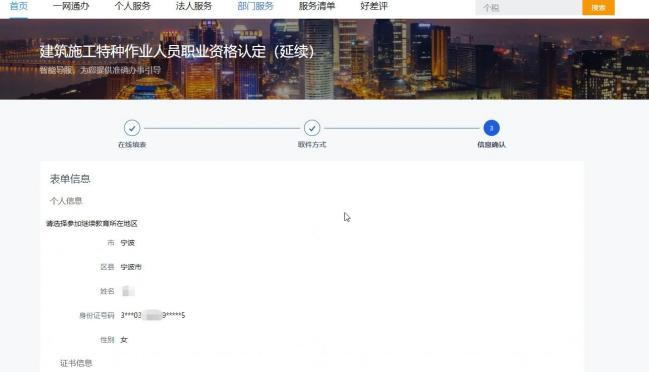 首页 一网通办 个人服务 法人服务 部门服务 服务清单 好差评 个税 搜索
建筑施工特种作业人员职业资格认定（延续）
智能导服，为您提供准确办事引导
3
在线填表 取件方式 信息确认
表单信息
个人信息
请选择参加继续教育所在地区
市 宁波
区县 宁波市
姓名
身份证号码 3***03 9*****5
性别 女
证书信息